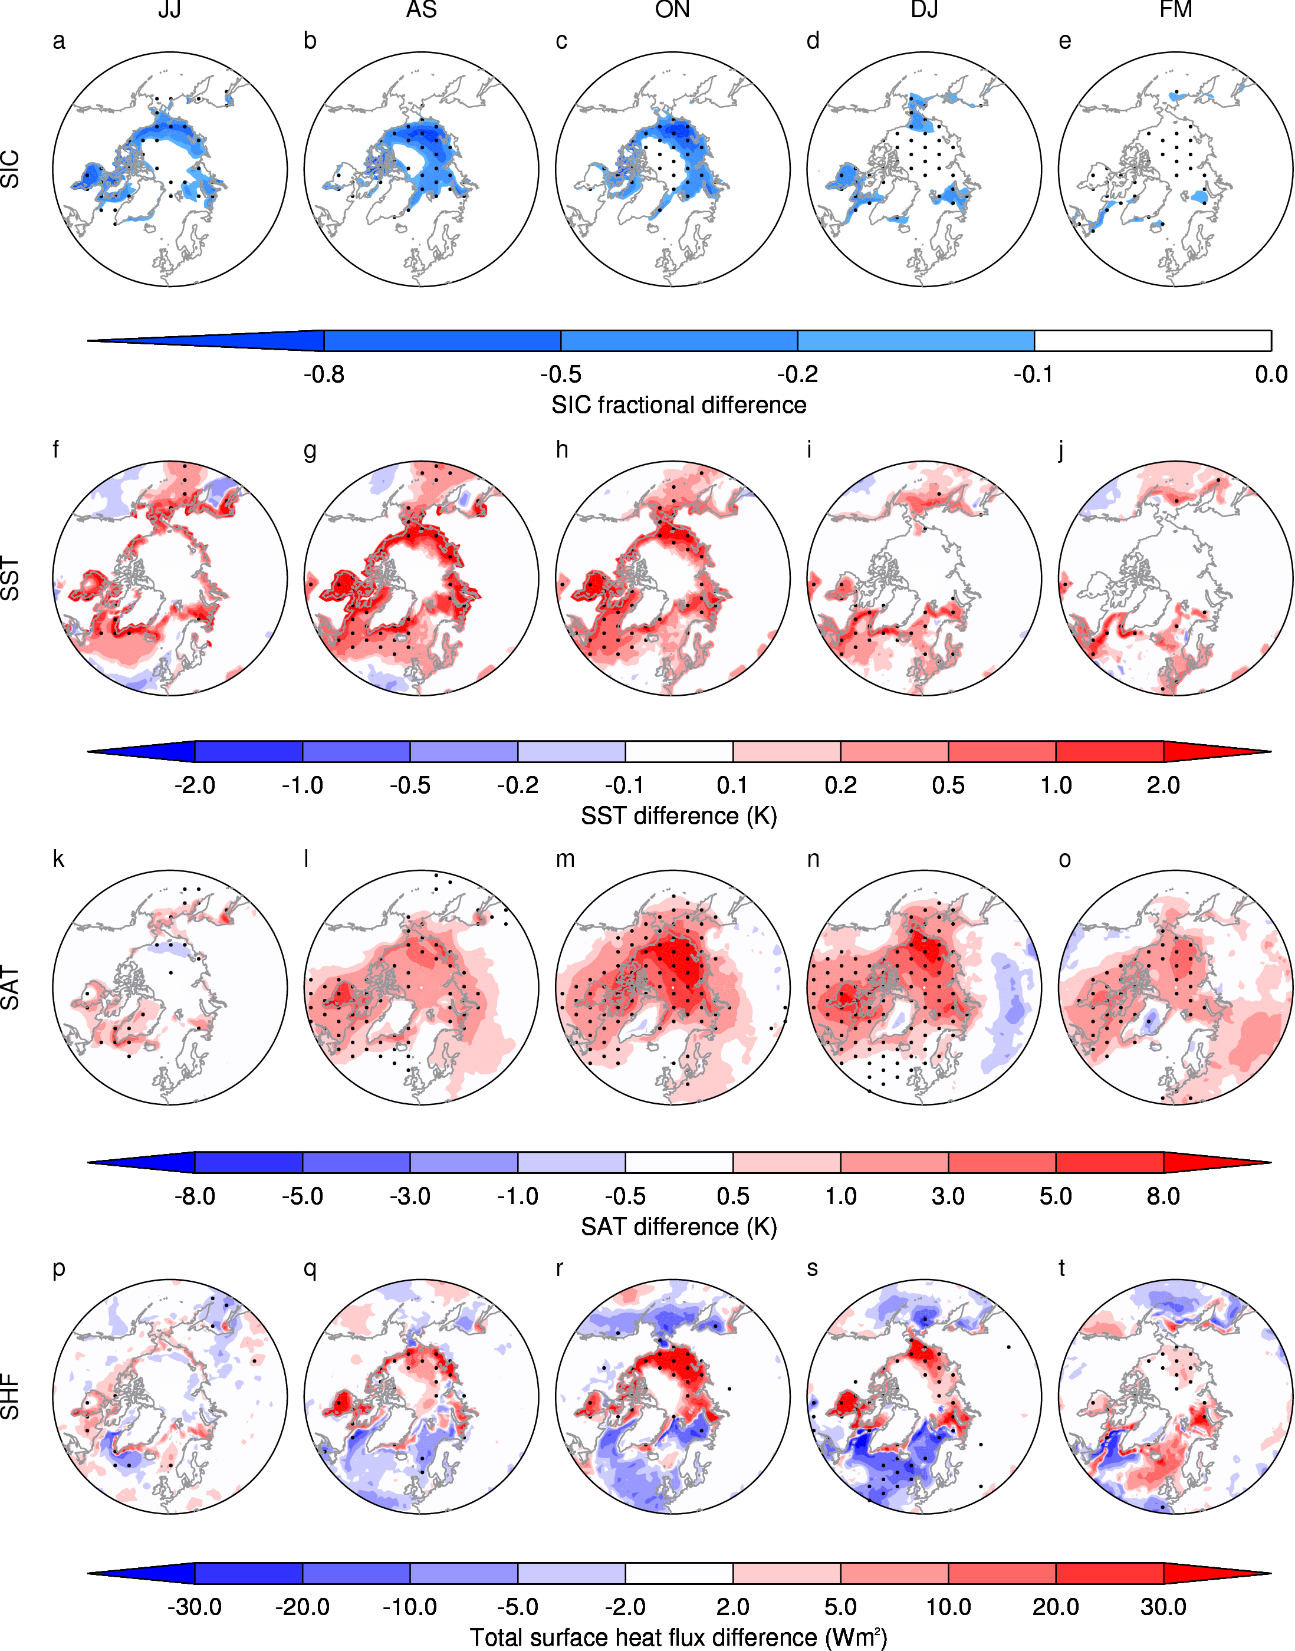 JJ AS ON DJ FM
a b c d e
SIC
-0.8 -0.5 -0.2 -0.1 0.0
SIC fractional difference
f g h i j
SST
-2.0 -1.0 -0.5 -0.2 -0.1 0.1 0.2 0.5 1.0 2.0
SST difference (K)
k l m n o
SAT
-8.0 -5.0 -3.0 -1.0 -0.5 0.5 1.0 3.0 5.0 8.0
SAT difference (K)
p q r s t
SHF
-30.0 -20.0 -10.0 -5.0 -2.0 2.0 5.0 10.0 20.0 30.0
Total surface heat flux difference (Wm²)